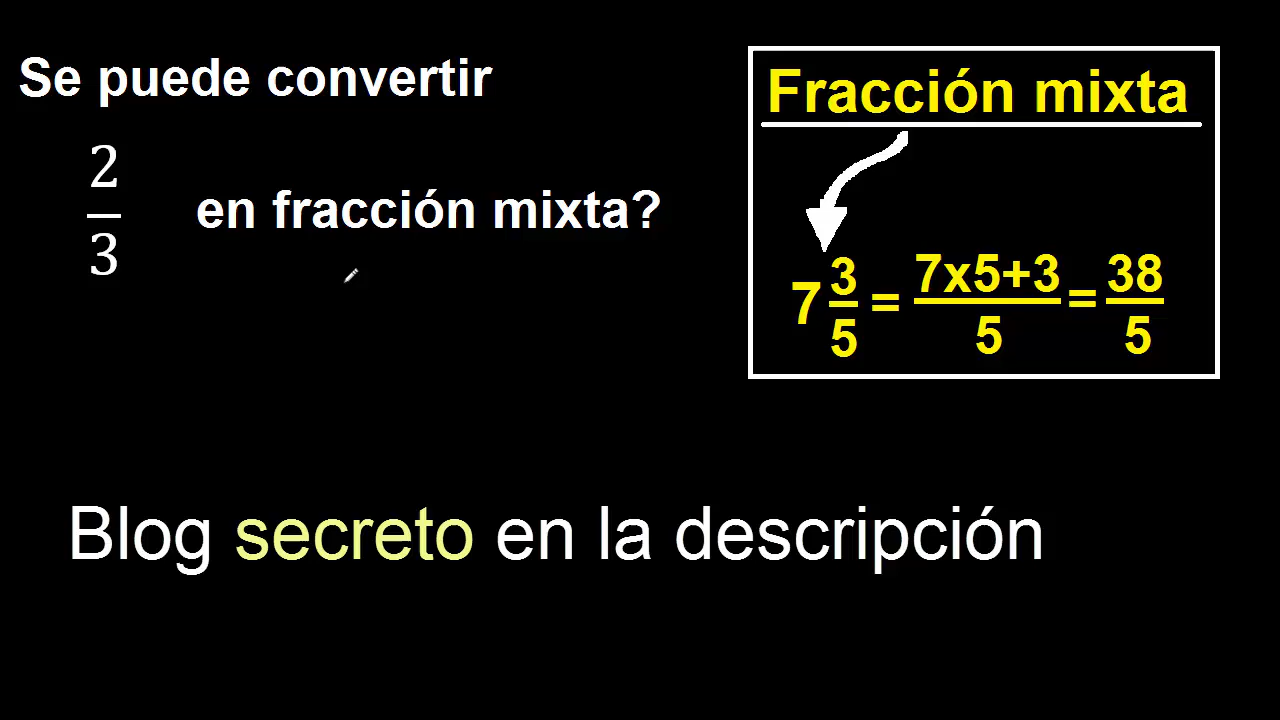 Se puede convertir
2/3 en fracción mixta?
Fracción mixta
7 3/5 = 7x5+3/5 = 38/5
Blog secreto en la descripción